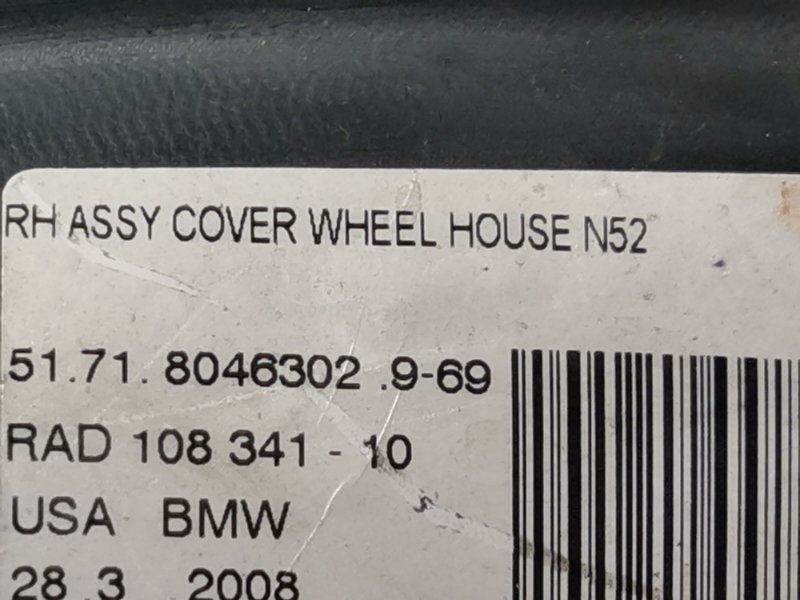 RH ASSY COVER WHEEL HOUSE N52
51.71. 8046302 .9-69
RAD 108 341 - 10
USA BMW
28 .3 .2008